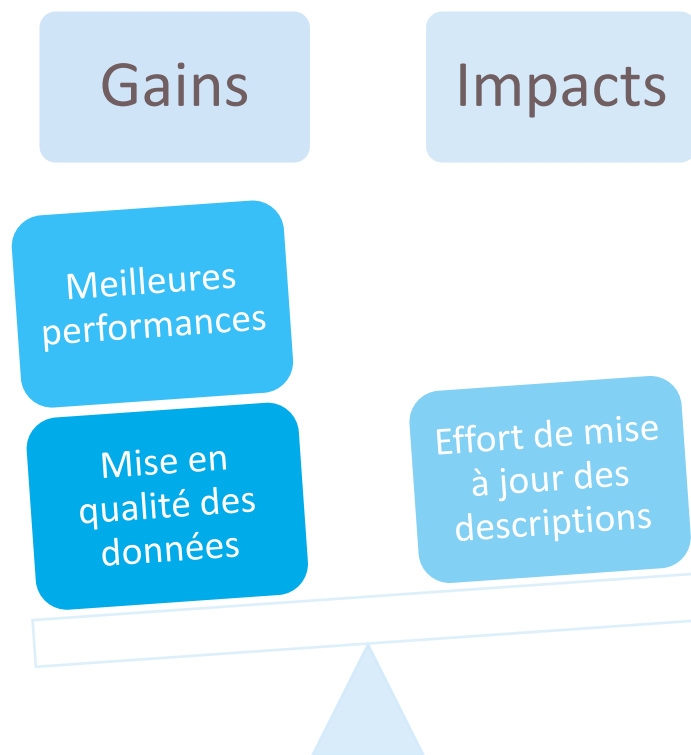 Gains
Impacts
Meilleures
performances
Mise en
qualité des
données
Effort de mise
à jour des
descriptions